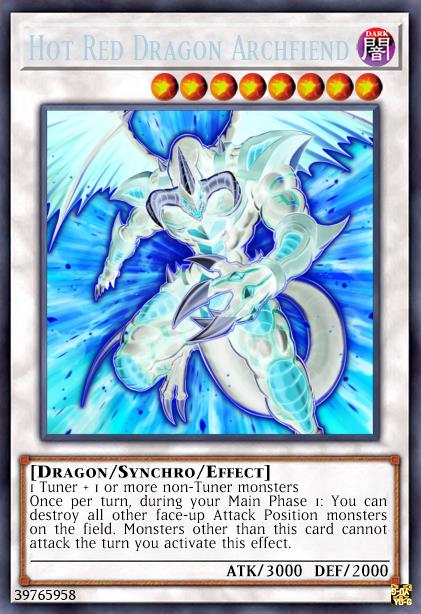 Hot Red Dragon Archfiend
DARK
闇
[Dragon/Synchro/Effect]
1 Tuner + 1 or more non-Tuner monsters
Once per turn, during your Main Phase 1: You can
destroy all other face-up Attack Position monsters
on the field. Monsters other than this card cannot
attack the turn you activate this effect.
ATK/3000 DEF/2000
39765958